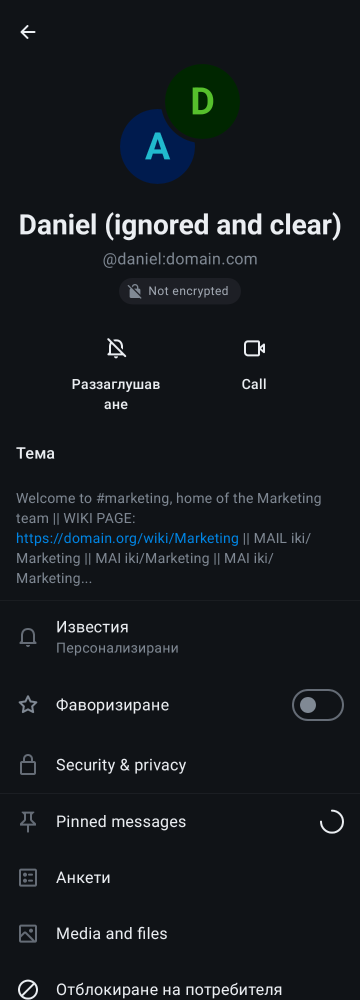 D
A
Daniel (ignored and clear)
@daniel:domain.com
Not encrypted
Раззаглушав
ане
Call
Тема
Welcome to #marketing, home of the Marketing
team || WIKI PAGE:
https://domain.org/wiki/Marketing || MAIL iki/
Marketing || MAI iki/Marketing || MAI iki/
Marketing...
Известия
Персонализирани
Фаворизиране
Security & privacy
Pinned messages
Анкети
Media and files
Отблокиране на потребителя